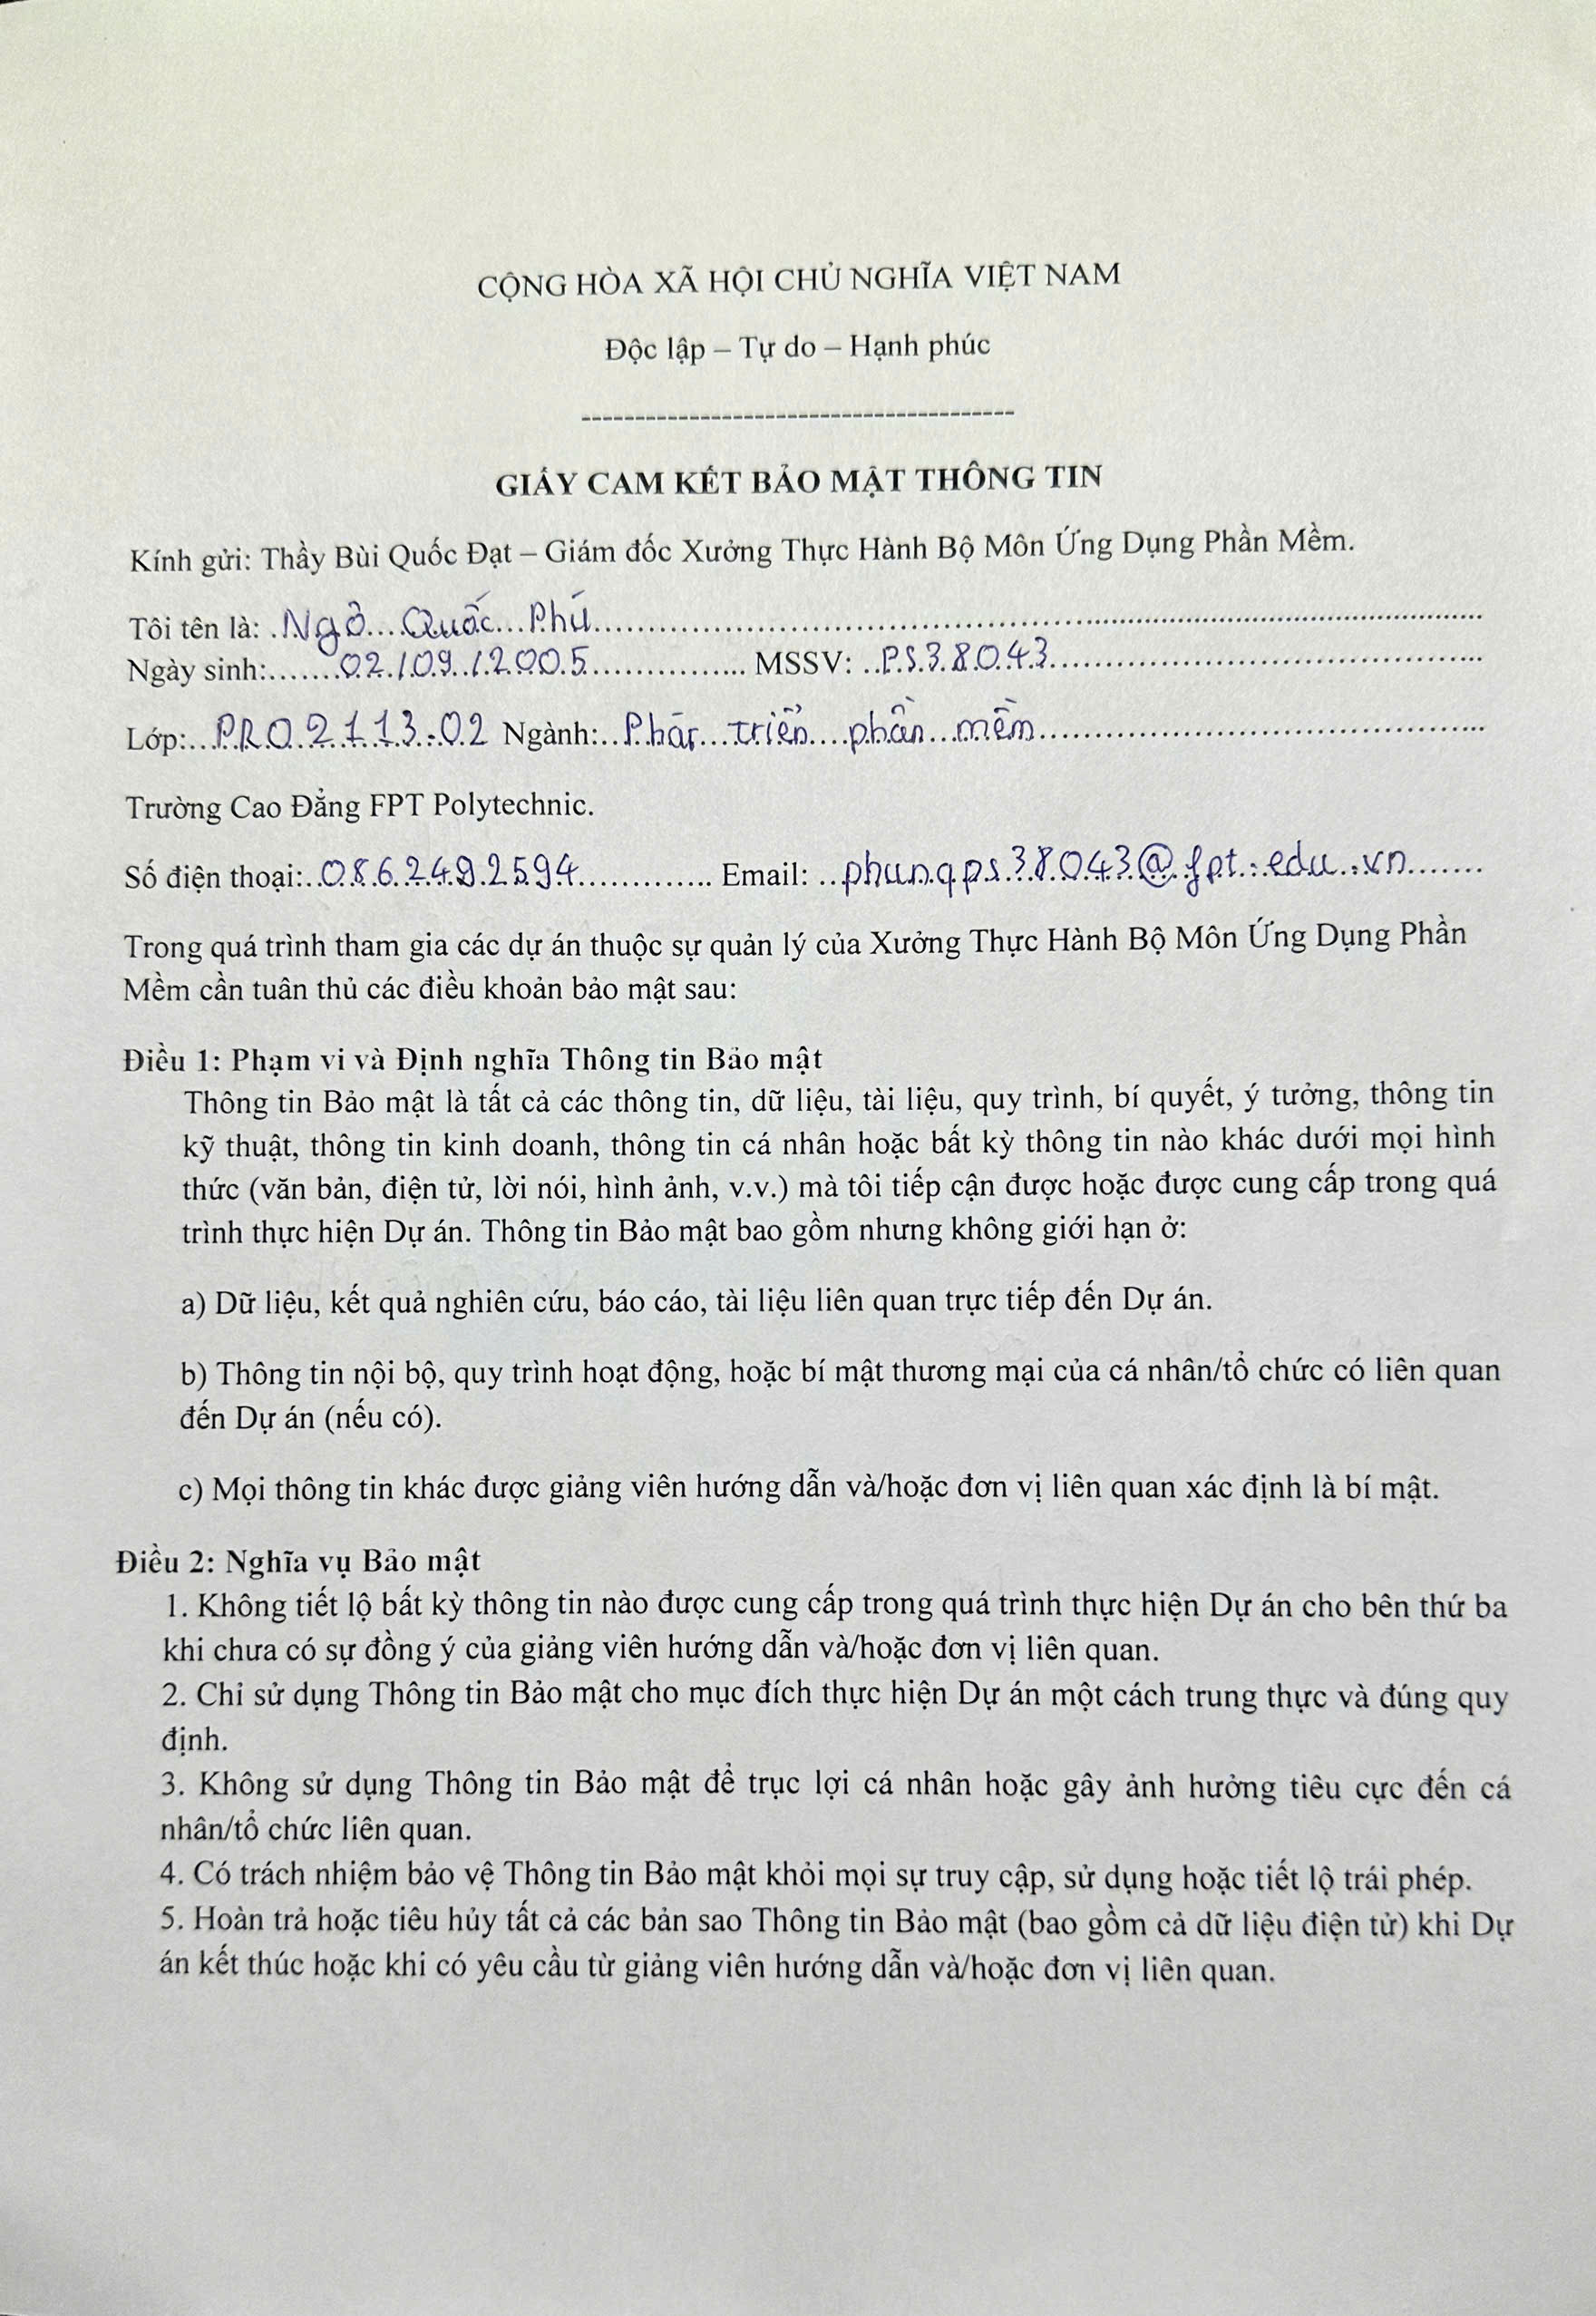 CỘNG HÒA XÃ HỘI CHỦ NGHĨA VIỆT NAM
Độc lập – Tự do – Hạnh phúc
----------------------------------------
GIẤY CAM KẾT BẢO MẬT THÔNG TIN
Kính gửi: Thầy Bùi Quốc Đạt – Giám đốc Xưởng Thực Hành Bộ Môn Ứng Dụng Phần Mềm.
Tôi tên là: Ngô Quốc Phú
Ngày sinh: 02/09/2005 MSSV: PS38043
Lớp: PRO2113.02 Ngành: Phát triển phần mềm
Trường Cao Đẳng FPT Polytechnic.
Số điện thoại: 0862492594 Email: phunqps38043@fpt.edu.vn
Trong quá trình tham gia các dự án thuộc sự quản lý của Xưởng Thực Hành Bộ Môn Ứng Dụng Phần
Mềm cần tuân thủ các điều khoản bảo mật sau:
Điều 1: Phạm vi và Định nghĩa Thông tin Bảo mật
Thông tin Bảo mật là tất cả các thông tin, dữ liệu, tài liệu, quy trình, bí quyết, ý tưởng, thông tin
kỹ thuật, thông tin kinh doanh, thông tin cá nhân hoặc bất kỳ thông tin nào khác dưới mọi hình
thức (văn bản, điện tử, lời nói, hình ảnh, v.v.) mà tôi tiếp cận được hoặc được cung cấp trong quá
trình thực hiện Dự án. Thông tin Bảo mật bao gồm nhưng không giới hạn ở:
a) Dữ liệu, kết quả nghiên cứu, báo cáo, tài liệu liên quan trực tiếp đến Dự án.
b) Thông tin nội bộ, quy trình hoạt động, hoặc bí mật thương mại của cá nhân/tổ chức có liên quan
đến Dự án (nếu có).
c) Mọi thông tin khác được giảng viên hướng dẫn và/hoặc đơn vị liên quan xác định là bí mật.
Điều 2: Nghĩa vụ Bảo mật
1. Không tiết lộ bất kỳ thông tin nào được cung cấp trong quá trình thực hiện Dự án cho bên thứ ba
khi chưa có sự đồng ý của giảng viên hướng dẫn và/hoặc đơn vị liên quan.
2. Chỉ sử dụng Thông tin Bảo mật cho mục đích thực hiện Dự án một cách trung thực và đúng quy
định.
3. Không sử dụng Thông tin Bảo mật để trục lợi cá nhân hoặc gây ảnh hưởng tiêu cực đến cá
nhân/tổ chức liên quan.
4. Có trách nhiệm bảo vệ Thông tin Bảo mật khỏi mọi sự truy cập, sử dụng hoặc tiết lộ trái phép.
5. Hoàn trả hoặc tiêu hủy tất cả các bản sao Thông tin Bảo mật (bao gồm cả dữ liệu điện tử) khi Dự
án kết thúc hoặc khi có yêu cầu từ giảng viên hướng dẫn và/hoặc đơn vị liên quan.